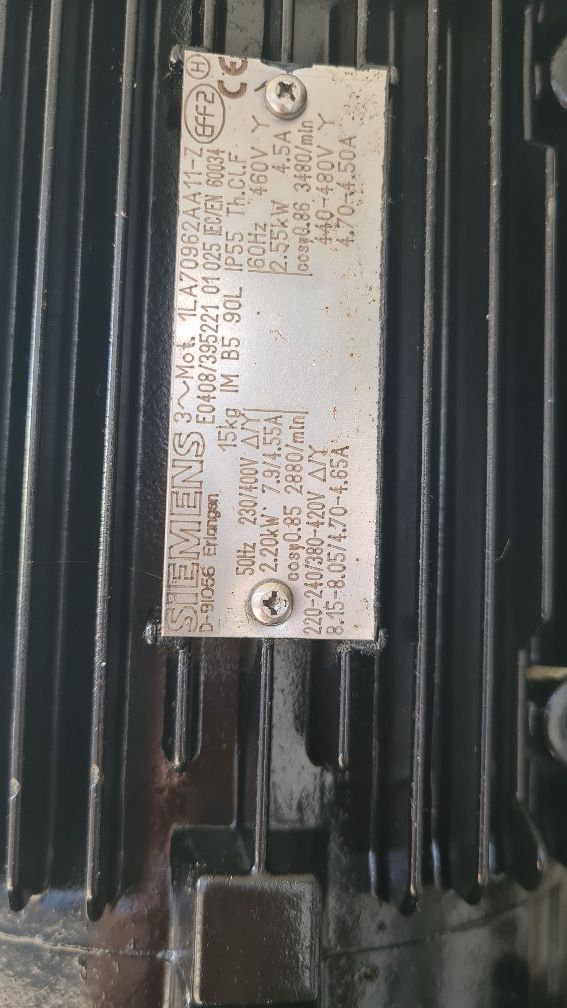 SIEMENS
3~Mot. 1LA70962AA11-Z
EFF2
H
CE
D-91056 Erlangen
E0408/395221 01 025 IEC/EN 60034
15kg IM B5 90L IP55 Th.Cl.F
50Hz 230/400V Δ/Y
60Hz 460V Y
2.20kW 7.9/4.55A
2.55kW 4.5A
cosφ0.85 2880/min
cosφ0.86 3480/min
220-240/380-420V Δ/Y
440-480V Y
8.15-8.05/4.70-4.65A
4.70-4.50A